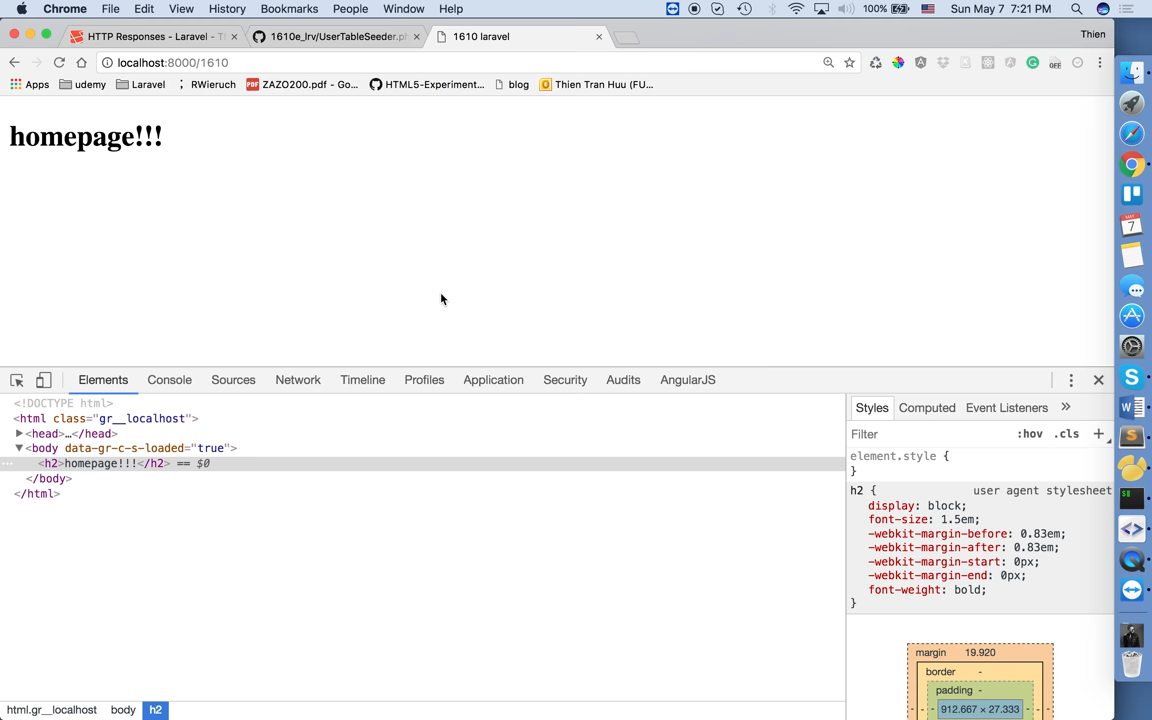 Chrome File Edit View History Bookmarks People Window Help 100% Sun May 7 7:21 PM
HTTP Responses - Laravel - T 1610e_lrv/UserTableSeeder.p 1610 laravel Thien
localhost:8000/1610
Apps udemy Laravel RWieruch ZAZO200.pdf - Go... HTML5-Experiment... blog Thien Tran Huu (FU...
homepage!!!
Elements Console Sources Network Timeline Profiles Application Security Audits AngularJS
<!DOCTYPE html>
<html class="gr__localhost">
<head>…</head>
<body data-gr-c-s-loaded="true">
<h2>homepage!!!</h2> == $0
</body>
</html>
Styles Computed Event Listeners »
Filter :hov .cls +
element.style {
}
h2 { user agent stylesheet
display: block;
font-size: 1.5em;
-webkit-margin-before: 0.83em;
-webkit-margin-after: 0.83em;
-webkit-margin-start: 0px;
-webkit-margin-end: 0px;
font-weight: bold;
}
margin 19.920
border -
padding -
912.667 × 27.333
html.gr__localhost body h2